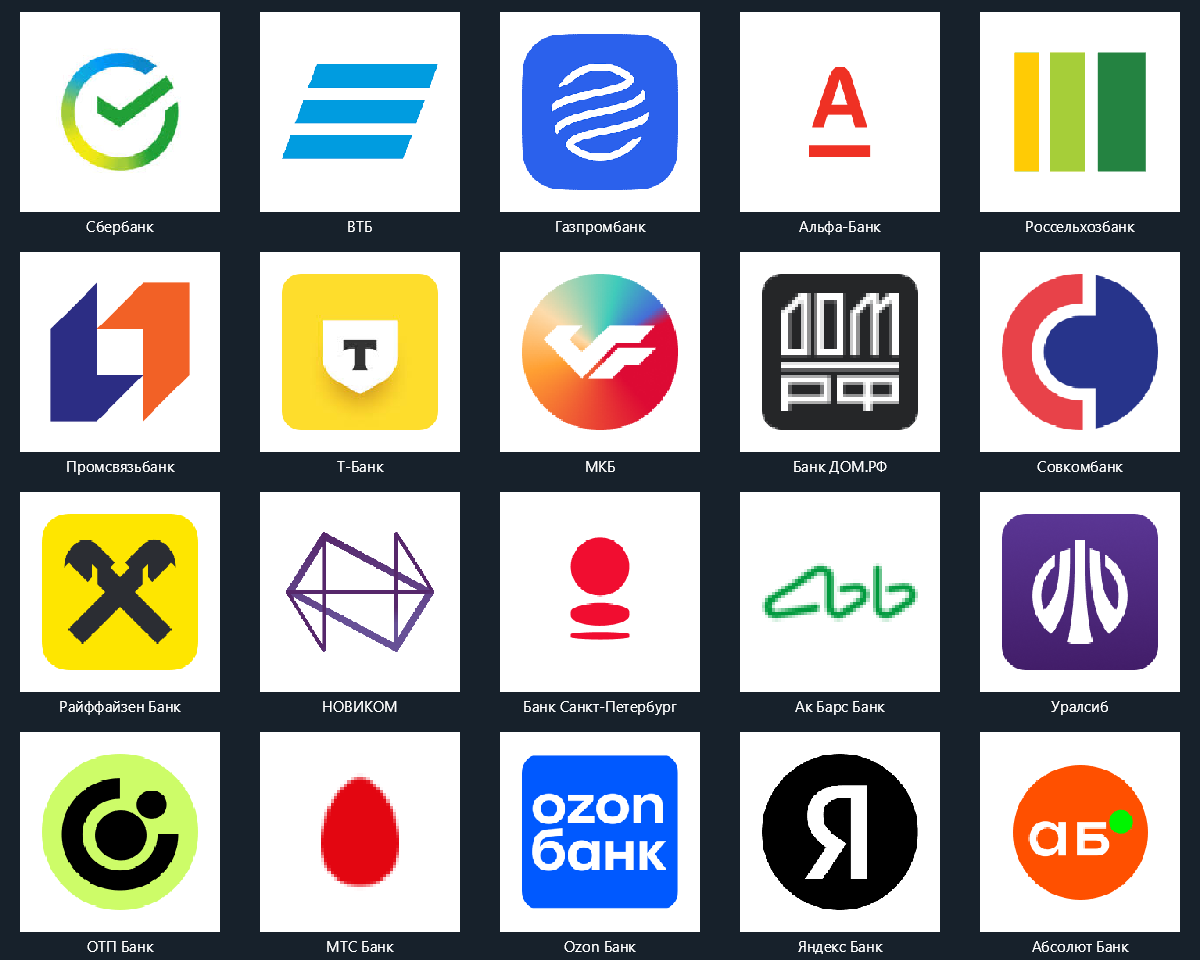 А
Сбербанк
ВТБ
Газпромбанк
Альфа-Банк
Россельхозбанк
Т
ДОМ
РФ
Промсвязьбанк
Т-Банк
МКБ
Банк ДОМ.РФ
Совкомбанк
Райффайзен Банк
НОВИКОМ
Банк Санкт-Петербург
Ак Барс Банк
Уралсиб
ozon
банк
Я
аб
ОТП Банк
МТС Банк
Ozon Банк
Яндекс Банк
Абсолют Банк